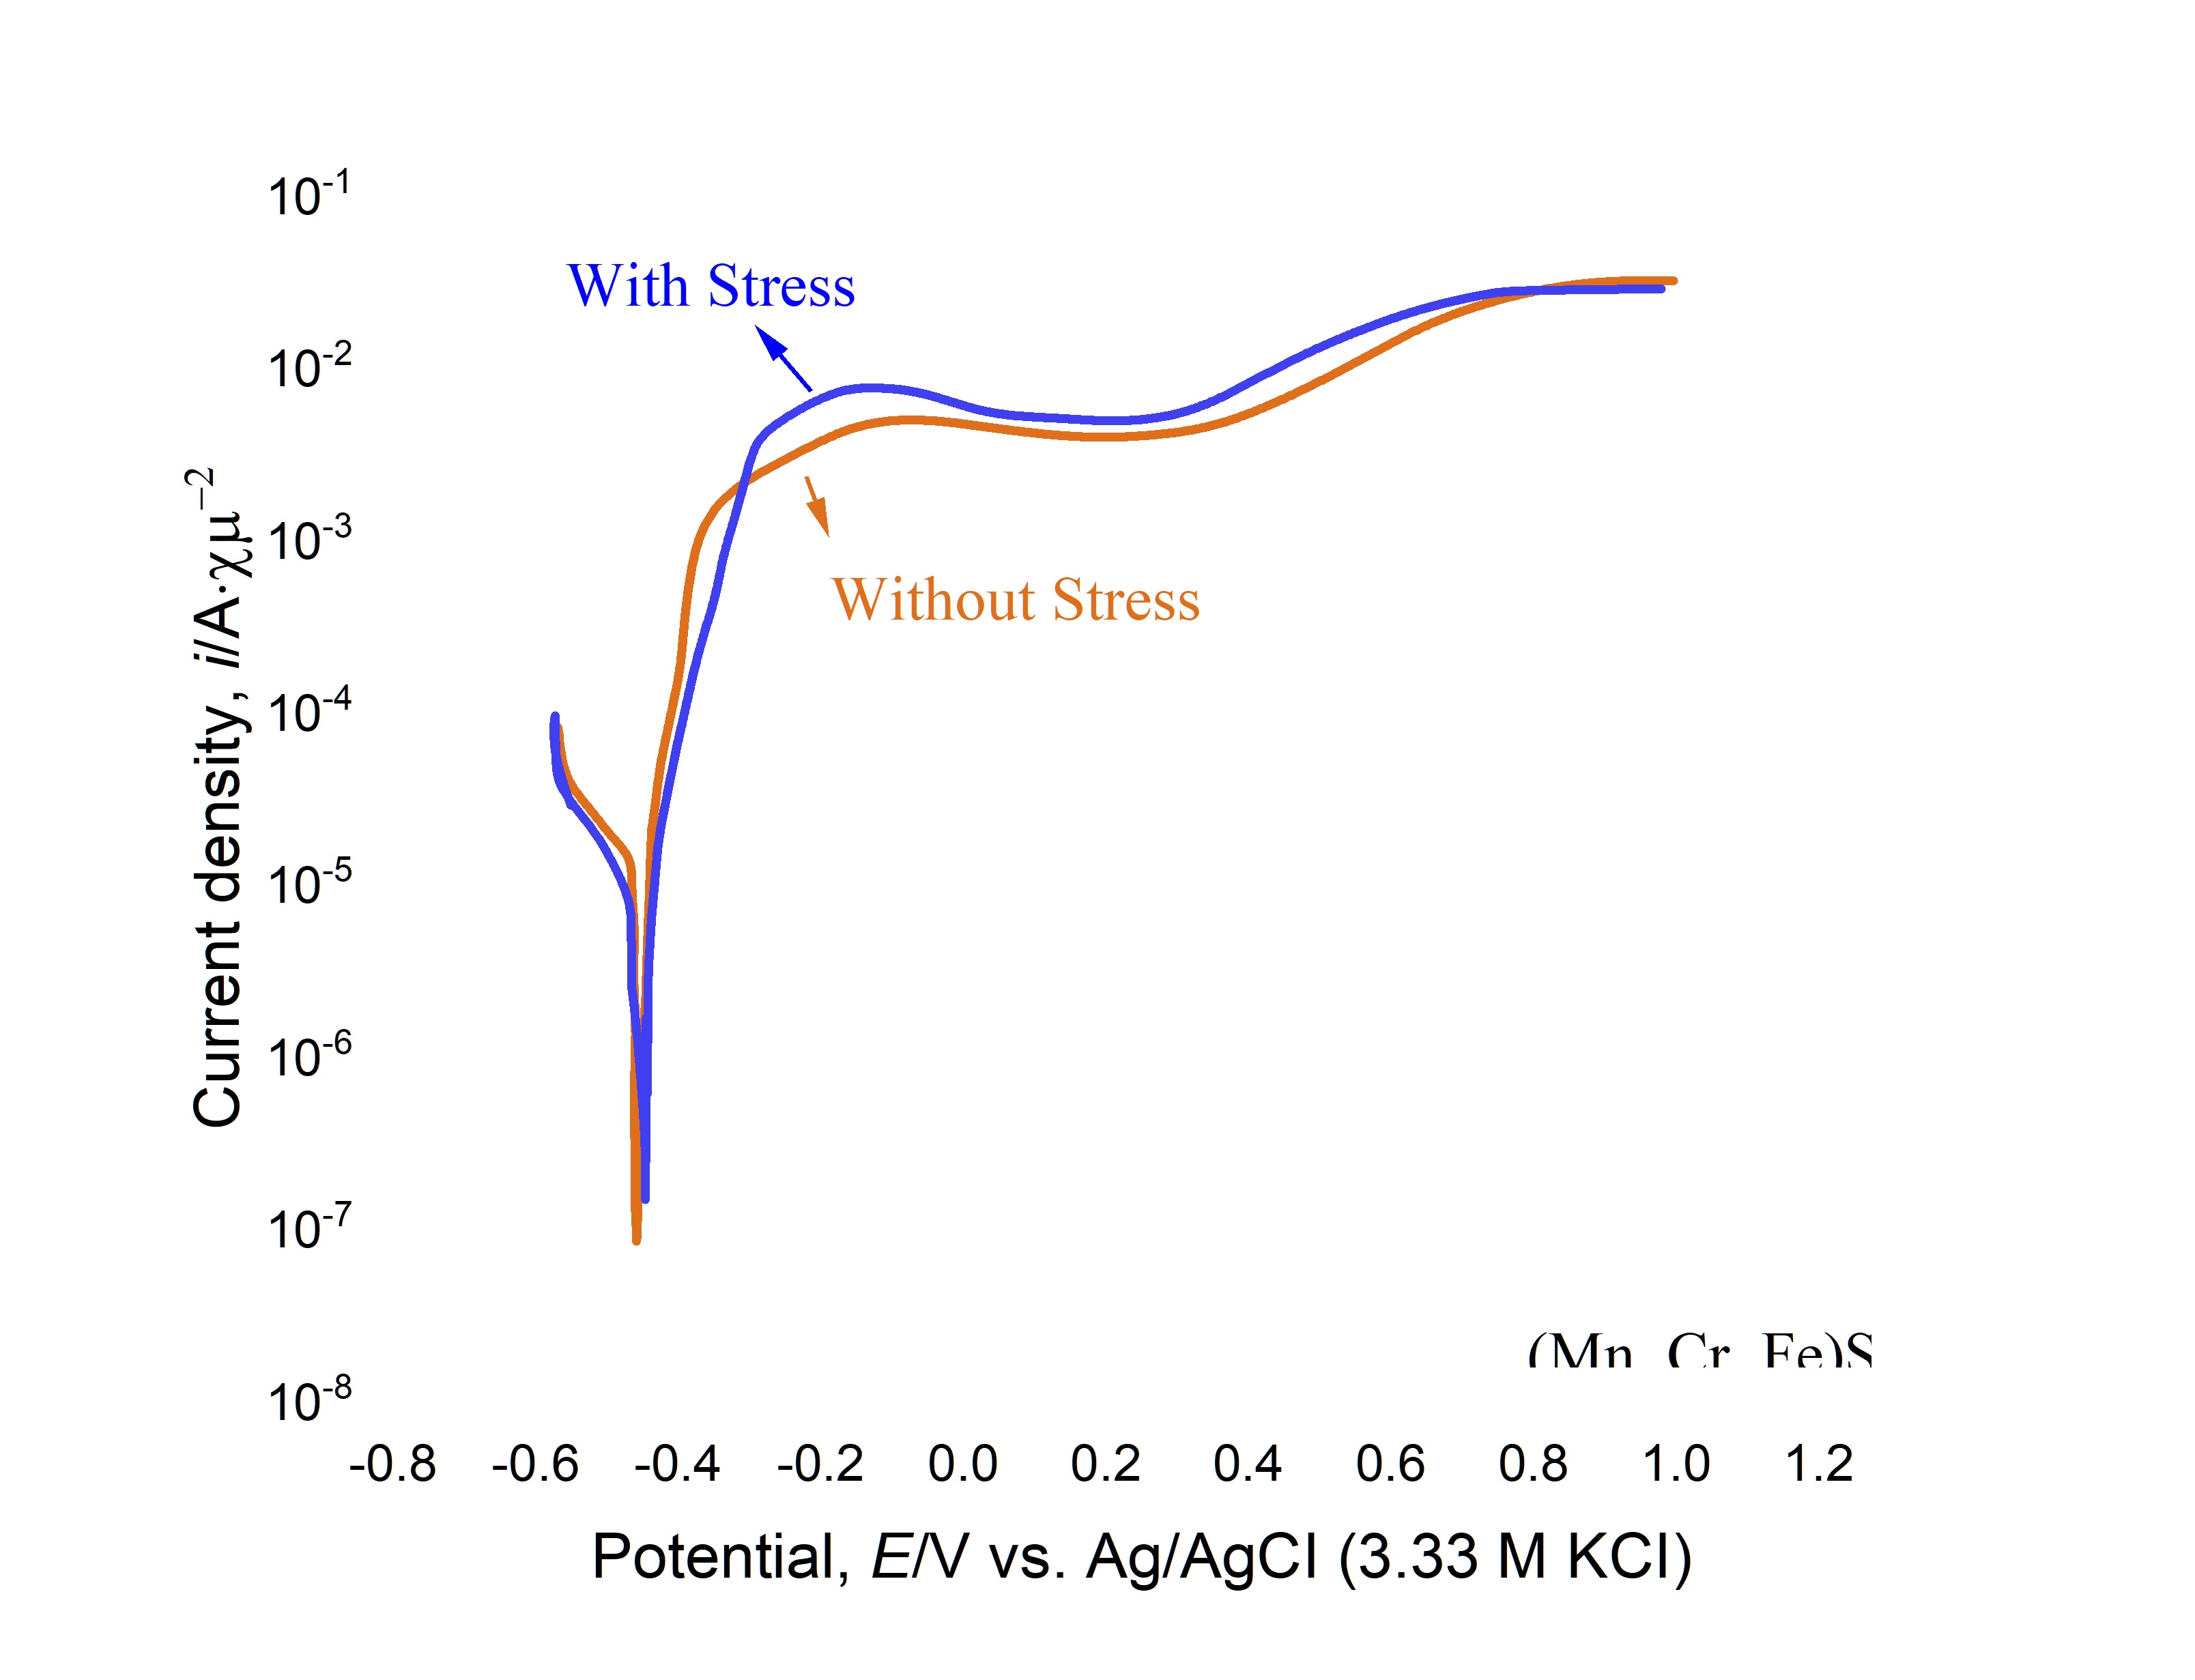 10⁻¹
With Stress
10⁻²
10⁻³
Without Stress
10⁻⁴
10⁻⁵
10⁻⁶
10⁻⁷
10⁻⁸
Current density, i/A·χμ⁻²
(Mn, Cr, Fe)S
-0.8 -0.6 -0.4 -0.2 0.0 0.2 0.4 0.6 0.8 1.0 1.2
Potential, E/V vs. Ag/AgCl (3.33 M KCl)